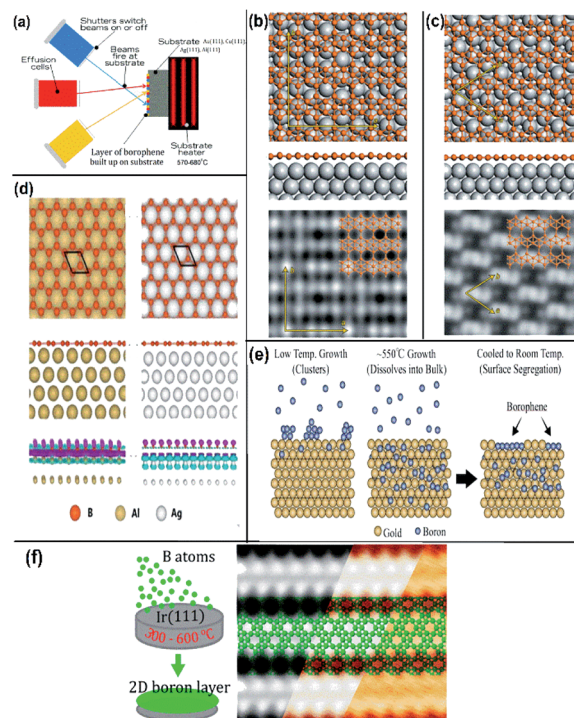 (a)
Shutters switch
beams on or off
Substrate
Au(111), Cu(111),
Ag(111), Al(111)
Beams
fire at
substrate
Effusion
cells
Layer of borophene
built up on substrate
Substrate
heater
570-680°C
(b)
(c)
(d)
B
Al
Ag
(e)
Low Temp. Growth
(Clusters)
~550°C Growth
(Dissolves into Bulk)
Cooled to Room Temp.
(Surface Segregation)
Borophene
Gold
Boron
(f)
B atoms
Ir(111)
300 - 600 °C
2D boron layer